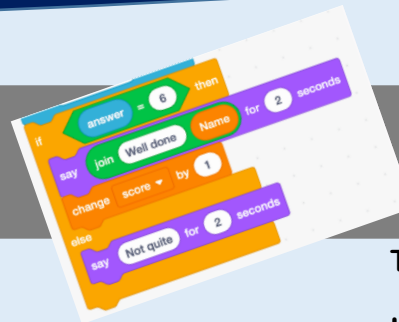 if answer = 6 then
say join Well done Name for 2 seconds
change score by 1
else
say Not quite for 2 seconds